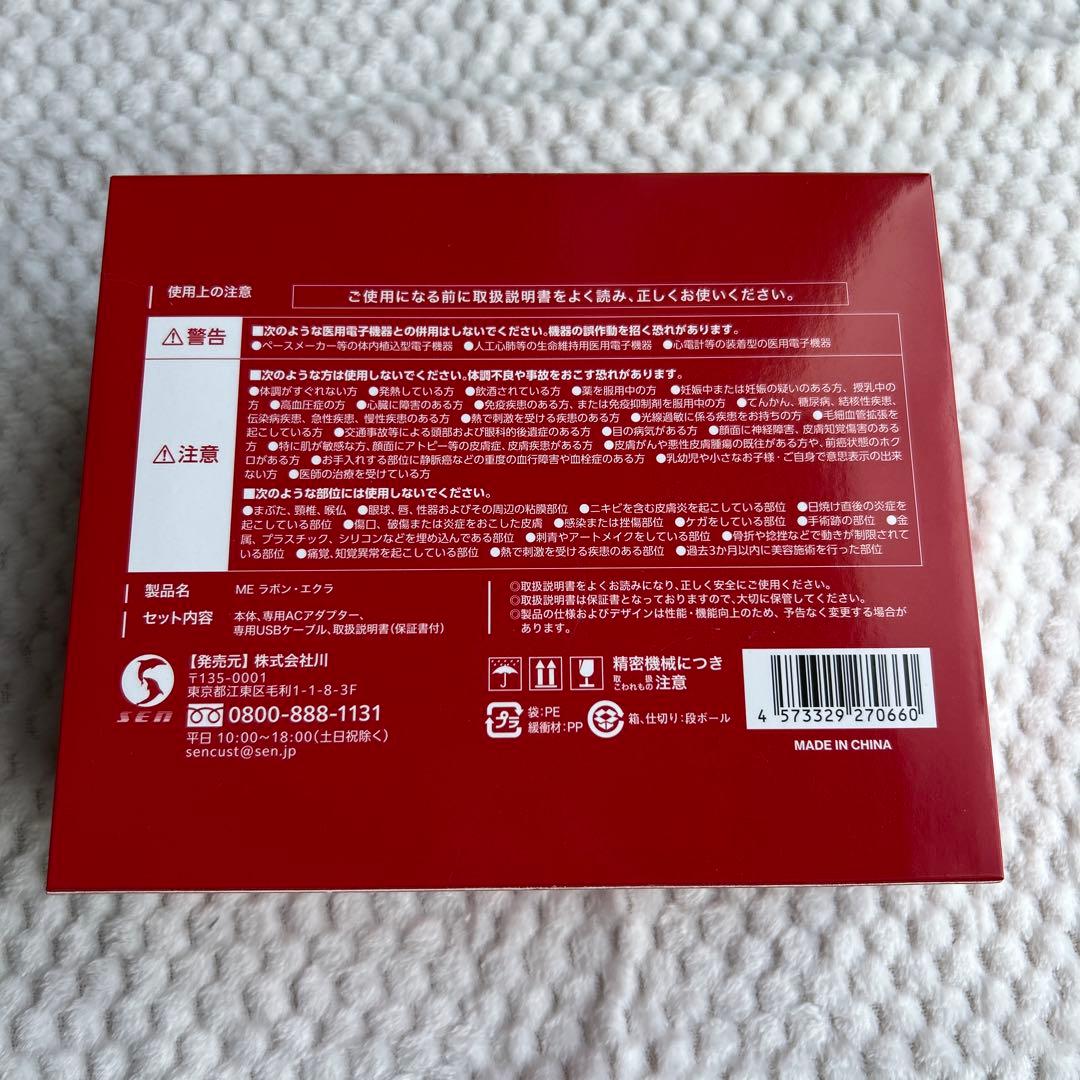 使用上の注意
ご使用になる前に取扱説明書をよく読み、正しくお使いください。
警告
■次のような医用電子機器との併用はしないでください。機器の誤作動を招く恐れがあります。
●ペースメーカー等の体内植込型電子機器 ●人工心肺等の生命維持用医用電子機器 ●心電計等の装着型の医用電子機器
注意
■次のような方は使用しないでください。体調不良や事故をおこす恐れがあります。
●体調がすぐれない方 ●発熱している方 ●飲酒されている方 ●薬を服用中の方 ●妊娠中または妊娠の疑いのある方、授乳中の
方 ●高血圧症の方 ●心臓に障害のある方 ●免疫疾患のある方、または免疫抑制剤を服用中の方 ●てんかん、糖尿病、結核性疾患、
伝染病疾患、急性疾患、慢性疾患のある方 ●熱で刺激を受ける疾患のある方 ●光線過敏に係る疾患をお持ちの方 ●毛細血管拡張を
起こしている方 ●交通事故等による頭部および眼科的後遺症のある方 ●目の病気がある方 ●顔面に神経障害、皮膚知覚傷害のある
方 ●特に肌が敏感な方、顔面にアトピー等の皮膚症、皮膚疾患がある方 ●皮膚がんや悪性皮膚腫瘍の既往がある方や、前癌状態のホク
ロがある方 ●お手入れする部位に静脈癌などの重度の血行障害や血栓症のある方 ●乳幼児や小さなお子様・ご自身で意思表示の出来
ない方 ●医師の治療を受けている方
■次のような部位には使用しないでください。
●まぶた、頸椎、喉仏 ●眼球、唇、性器およびその周辺の粘膜部位 ●ニキビを含む皮膚炎を起こしている部位 ●日焼け直後の炎症を
起こしている部位 ●傷口、破傷または炎症をおこした皮膚 ●感染または挫傷部位 ●ケガをしている部位 ●手術跡の部位 ●金
属、プラスチック、シリコンなどを埋め込んである部位 ●刺青やアートメイクをしている部位 ●骨折や捻挫などで動きが制限されて
いる部位 ●痛覚、知覚異常を起こしている部位 ●熱で刺激を受ける疾患のある部位 ●過去3か月以内に美容施術を行った部位
製品名 ME ラボン・エクラ
セット内容 本体、専用ACアダプター、
専用USBケーブル、取扱説明書(保証書付)
◎取扱説明書をよくお読みになり、正しく安全にご使用ください。
◎取扱説明書は保証書となっておりますので、大切に保管してください。
◎製品の仕様およびデザインは性能・機能向上のため、予告なく変更する場合が
あります。
SEN
【発売元】株式会社川
〒135-0001
東京都江東区毛利1-1-8-3F
0800-888-1131
平日 10:00~18:00(土日祝除く)
sencust@sen.jp
精密機械につき
取扱注意
こわれもの
プラ
袋:PE
緩衝材:PP
箱、仕切り:段ボール
4 573329 270660
MADE IN CHINA